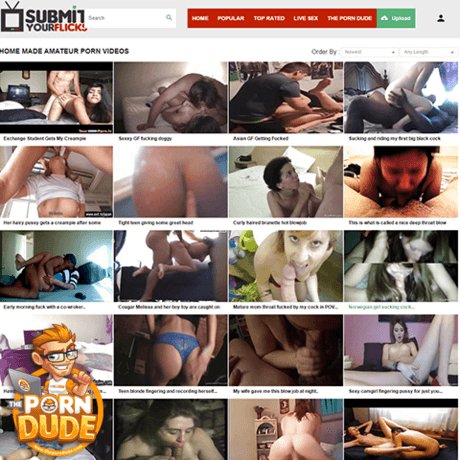 SUBMIT
YOURFLICKS
Search
HOME POPULAR TOP RATED LIVE SEX THE PORN DUDE Upload
HOME MADE AMATEUR PORN VIDEOS
Order By : Newest Any Length
Exchange Student Gets My Creampie
Sexy GF fucking doggy
Asian GF Getting Fucked
Sucking and riding my first big black cock
Her hairy pussy gets a creampie after some
Tight teen giving some great head
Curly haired brunette hot blowjob
This is what is called a nice deep throat blow
Early morning fuck with a co-worker...
Cougar Melissa and her boy toy are caught on
Mature mom throat fucked by my cock in POV...
Norwegian girl sucking cock...
Teen blonde fingering and recording herself...
My wife gave me this blow job at night..
Sexy camgirl fingering pussy for just you...
THE
PORN
DUDE